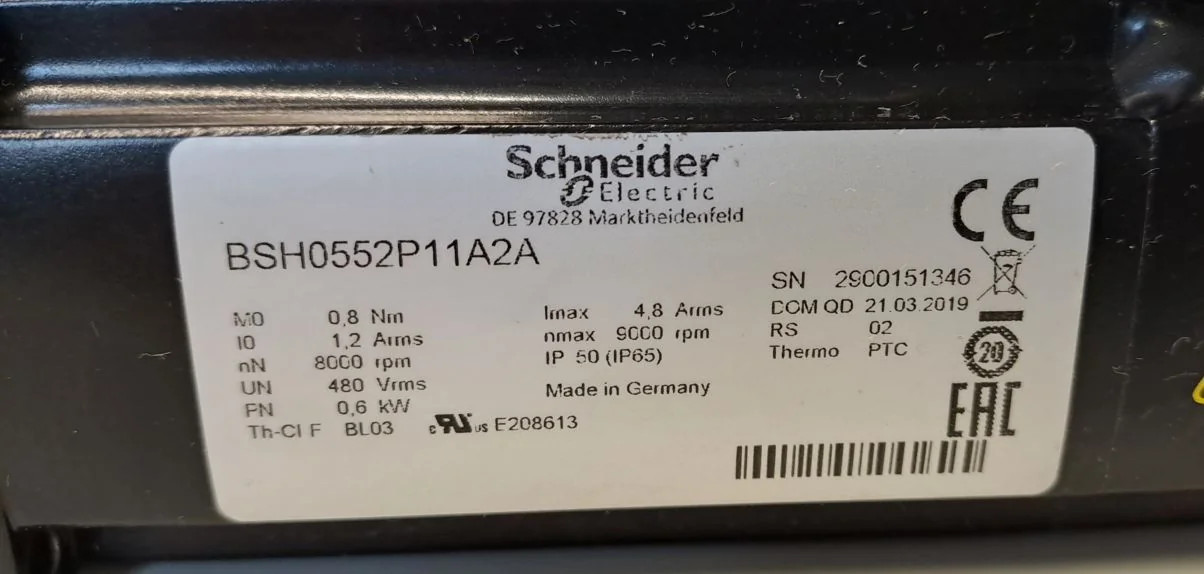 Schneider
Electric
DE 97828 Marktheidenfeld
CE
BSH0552P11A2A
SN 2900151346
M0 0,8 Nm Imax 4,8 Arms DOM QD 21.03.2019
I0 1,2 Arms nmax 9000 rpm RS 02
nN 8000 rpm IP 50 (IP65) Thermo PTC
20
UN 480 Vrms Made in Germany
PN 0,6 kW
EAC
Th-Cl F BL03 c RU us E208613